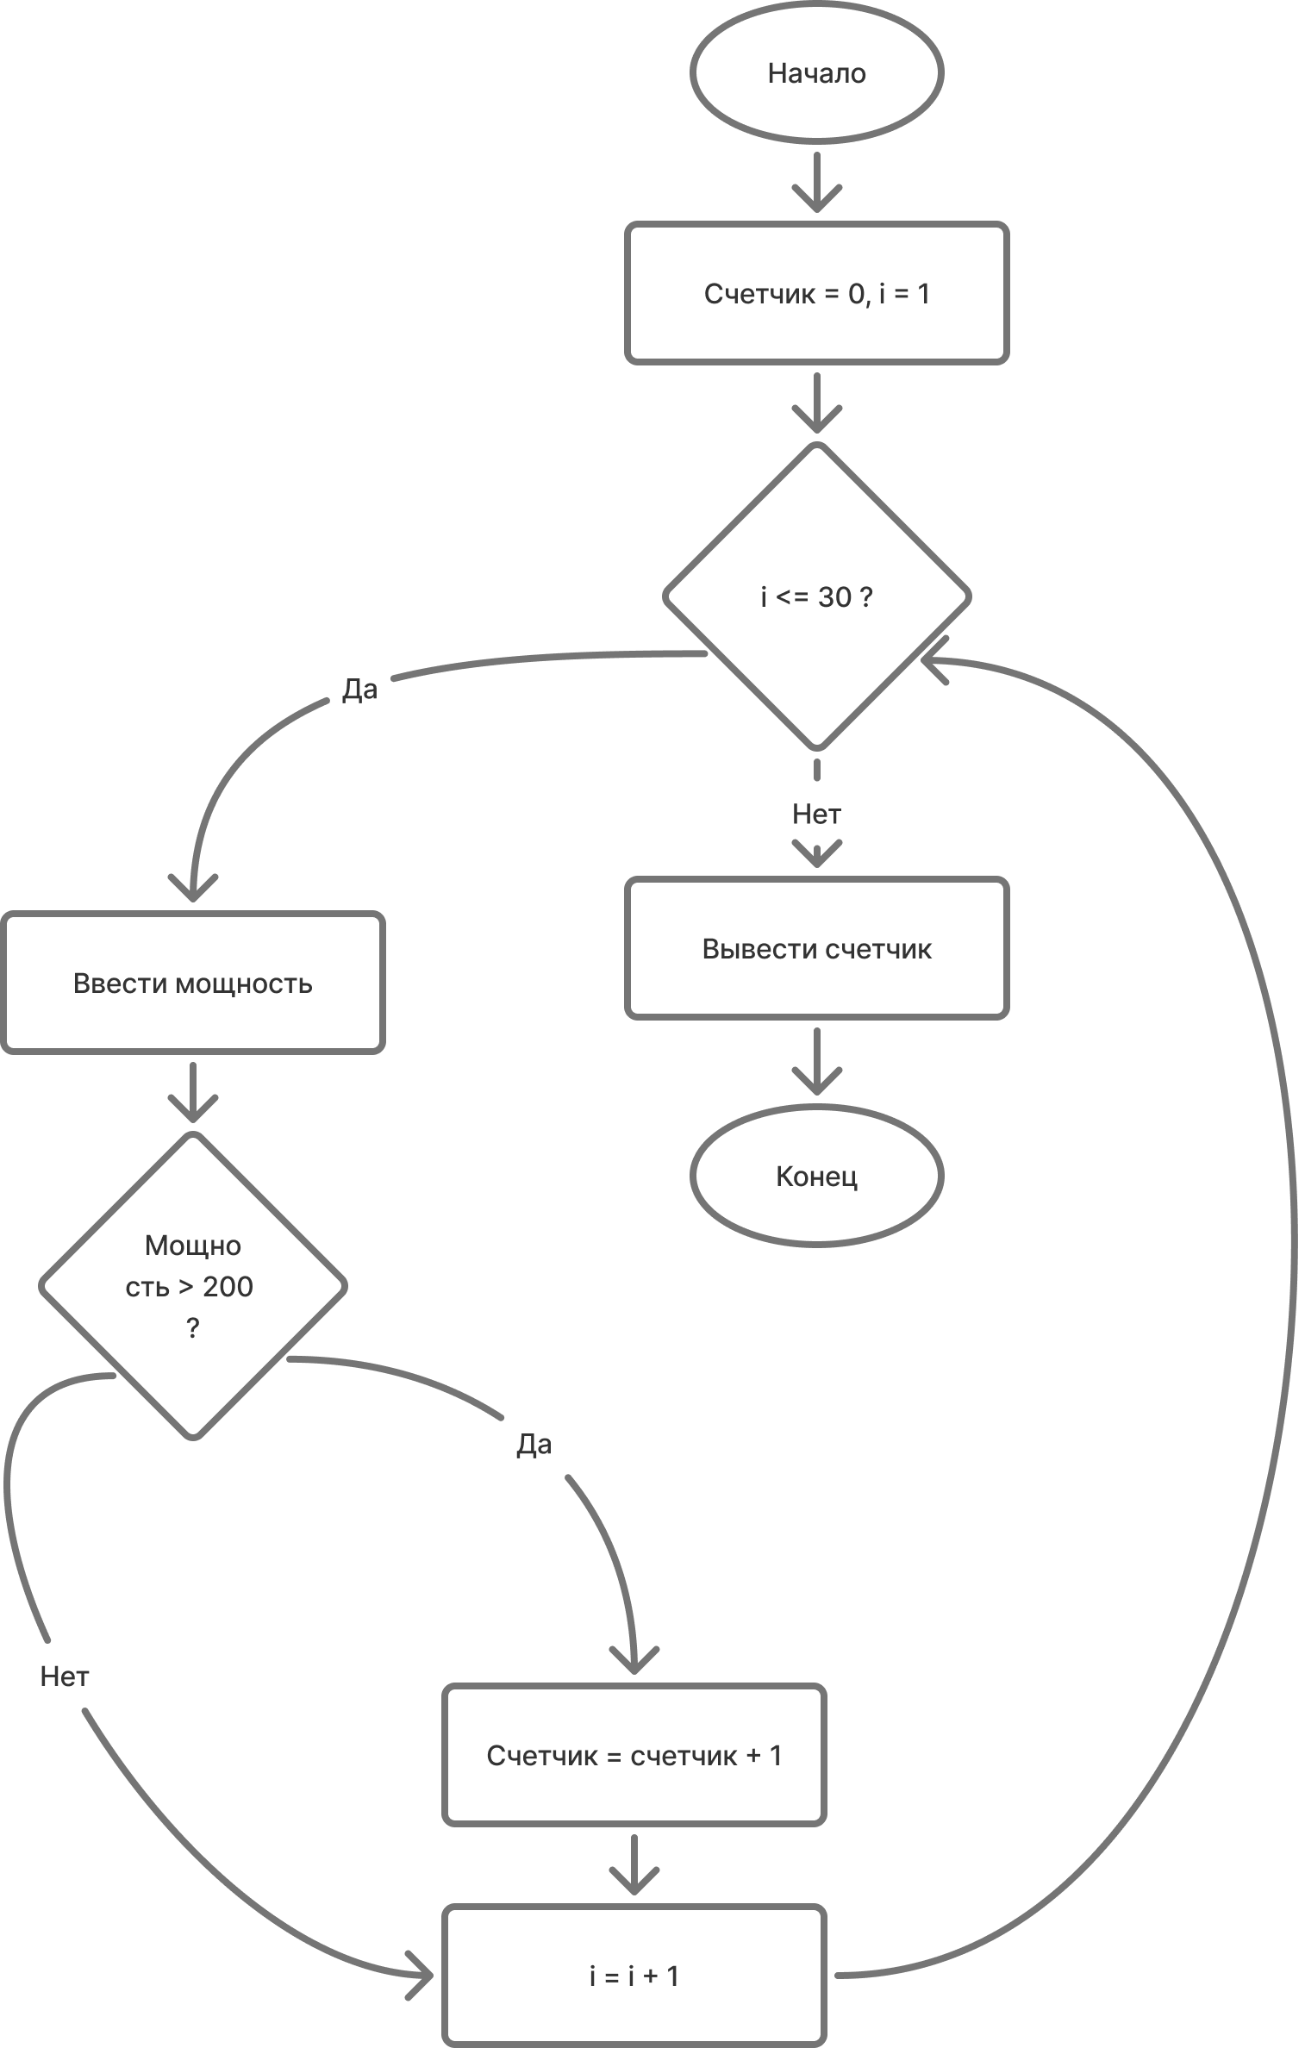 Начало
Счетчик = 0, i = 1
i <= 30 ?
Да
Нет
Ввести мощность
Вывести счетчик
Мощно
сть > 200
?
Конец
Да
Нет
Счетчик = счетчик + 1
i = i + 1